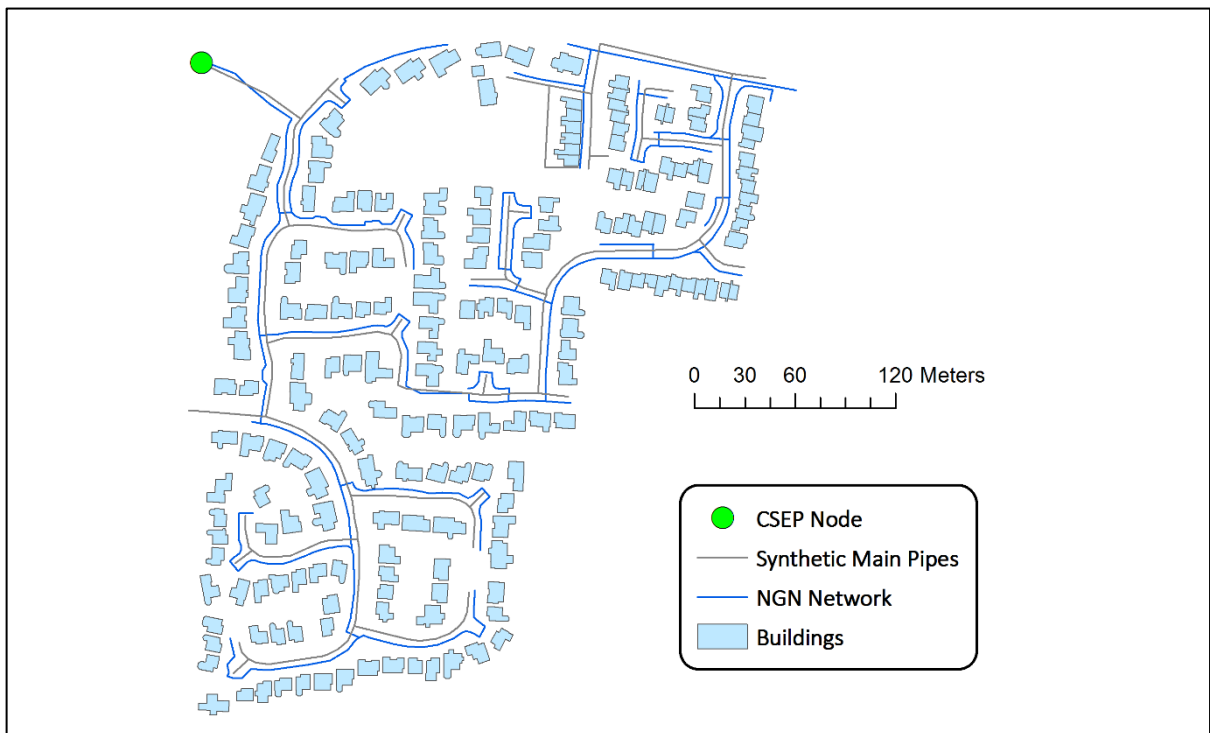 0 30 60 120 Meters
CSEP Node
Synthetic Main Pipes
NGN Network
Buildings